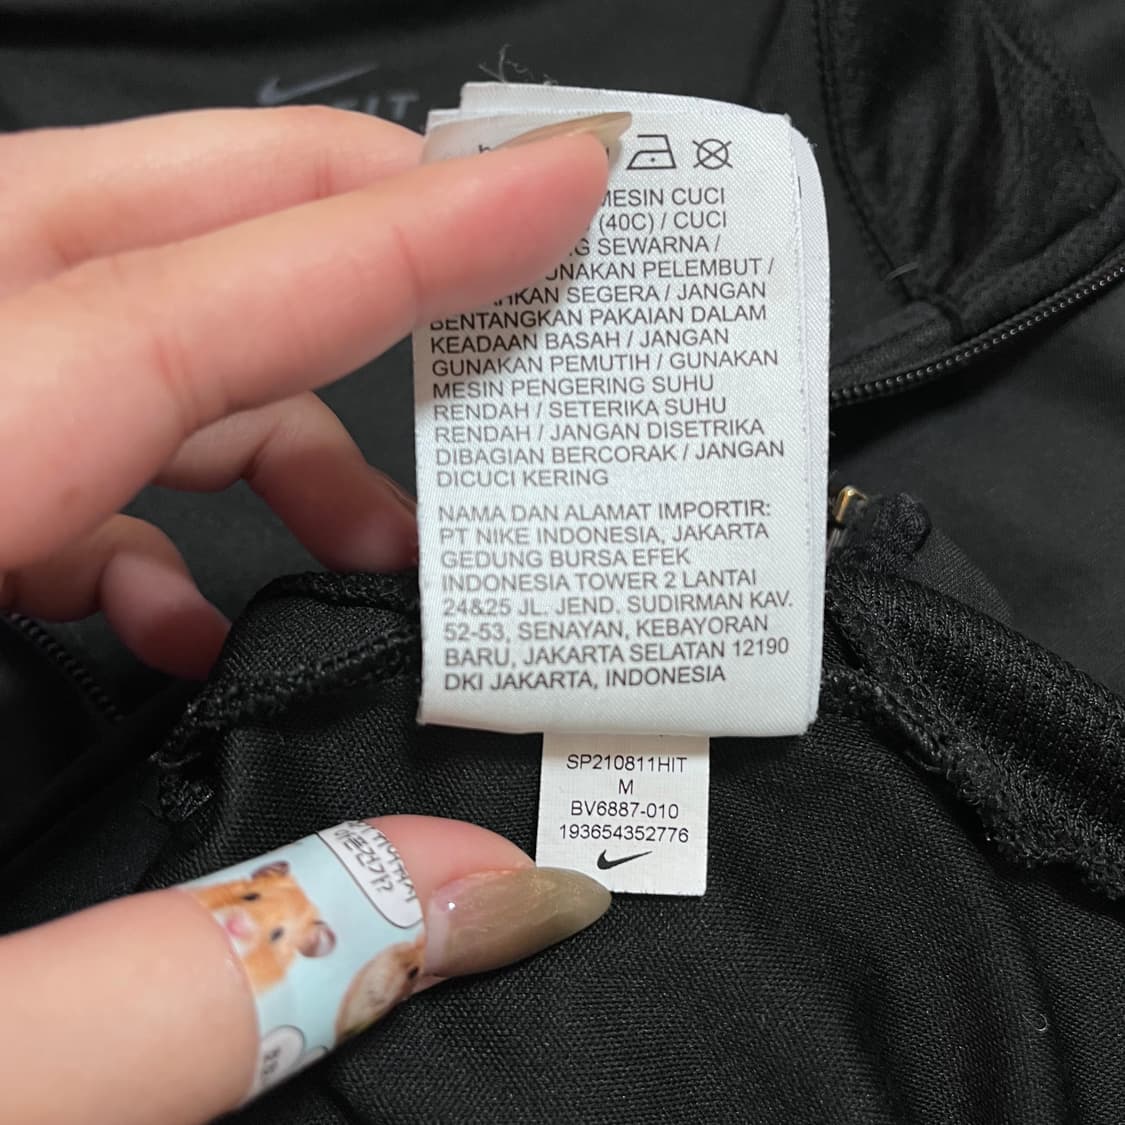 FIT
MESIN CUCI
(40C) / CUCI
SEWARNA /
PELEMBUT /
SEGERA / JANGAN
BENTANGKAN PAKAIAN DALAM
KEADAAN BASAH / JANGAN
GUNAKAN PEMUTIH / GUNAKAN
MESIN PENGERING SUHU
RENDAH / SETERIKA SUHU
RENDAH / JANGAN DISETRIKA
DIBAGIAN BERCORAK / JANGAN
DICUCI KERING
NAMA DAN ALAMAT IMPORTIR:
PT NIKE INDONESIA, JAKARTA
GEDUNG BURSA EFEK
INDONESIA TOWER 2 LANTAI
24&25 JL. JEND. SUDIRMAN KAV.
52-53, SENAYAN, KEBAYORAN
BARU, JAKARTA SELATAN 12190
DKI JAKARTA, INDONESIA
SP210811HIT
M
BV6887-010
193654352776